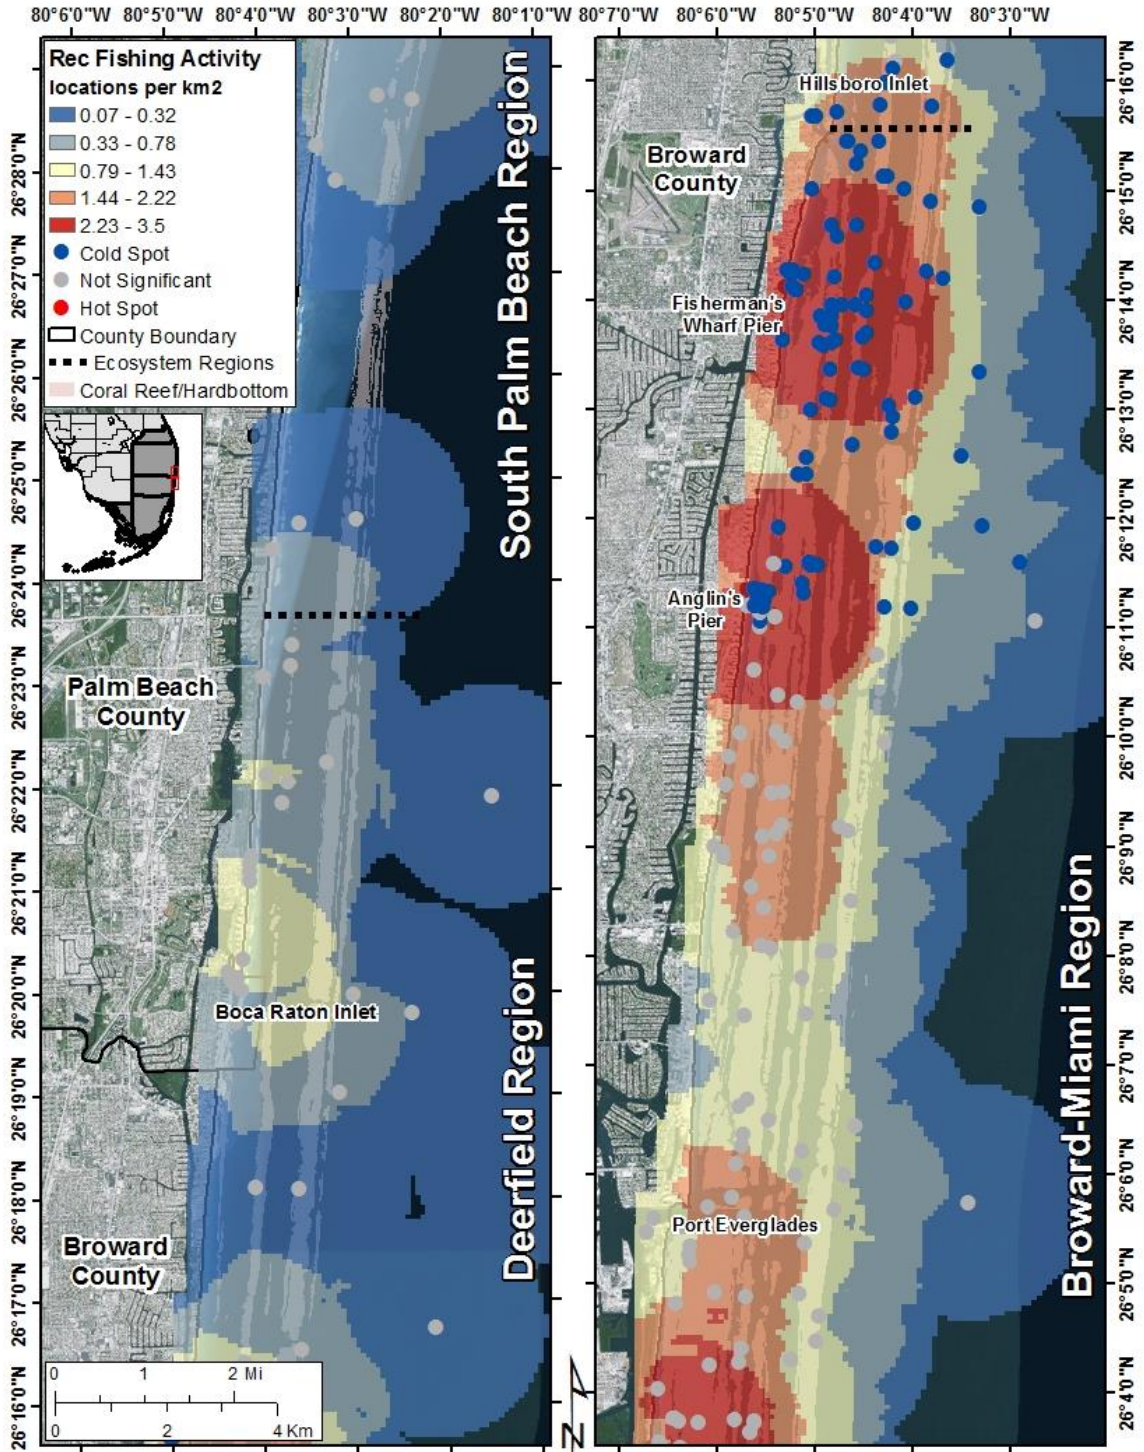 80°6'0"W 80°5'0"W 80°4'0"W 80°3'0"W 80°2'0"W 80°1'0"W
80°7'0"W 80°6'0"W 80°5'0"W 80°4'0"W 80°3'0"W
Rec Fishing Activity
locations per km2
0.07 - 0.32
0.33 - 0.78
0.79 - 1.43
1.44 - 2.22
2.23 - 3.5
Cold Spot
Not Significant
Hot Spot
County Boundary
Ecosystem Regions
Coral Reef/Hardbottom
26°28'0"N
26°27'0"N
26°26'0"N
26°25'0"N
26°24'0"N
26°23'0"N
26°22'0"N
26°21'0"N
26°20'0"N
26°19'0"N
26°18'0"N
26°17'0"N
26°16'0"N
South Palm Beach Region
Palm Beach
County
Boca Raton Inlet
Deerfield Region
Broward
County
0 1 2 Mi
0 2 4 Km
N
Hillsboro Inlet
Broward
County
Fisherman's
Wharf Pier
Anglin's
Pier
Port Everglades
Broward-Miami Region
26°16'0"N
26°15'0"N
26°14'0"N
26°13'0"N
26°12'0"N
26°11'0"N
26°10'0"N
26°9'0"N
26°8'0"N
26°7'0"N
26°6'0"N
26°5'0"N
26°4'0"N